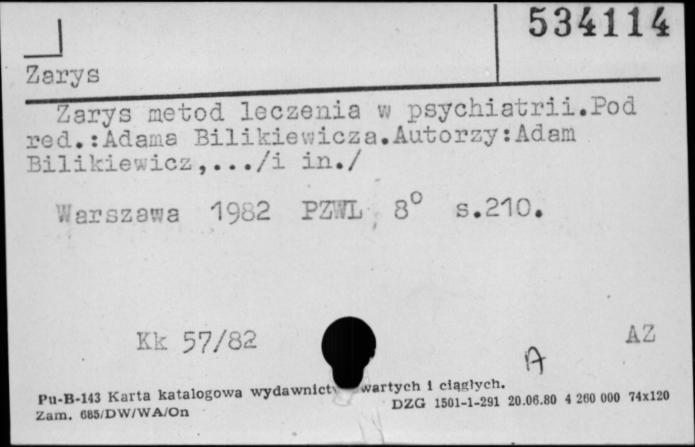 534114
Zarys
Zarys metod leczenia w psychiatrii.Pod
red.:Adama Bilikiewicza.Autorzy:Adam
Bilikiewicz,.../i in./
Warszawa 1982 PZWL 8° s.210.
Kk 57/82
A
AZ
Pu-B-143 Karta katalogowa wydawnictw zwartych i ciągłych.
Zam. 685/DW/WA/On
DZG 1501-1-291 20.06.80 4 260 000 74x120